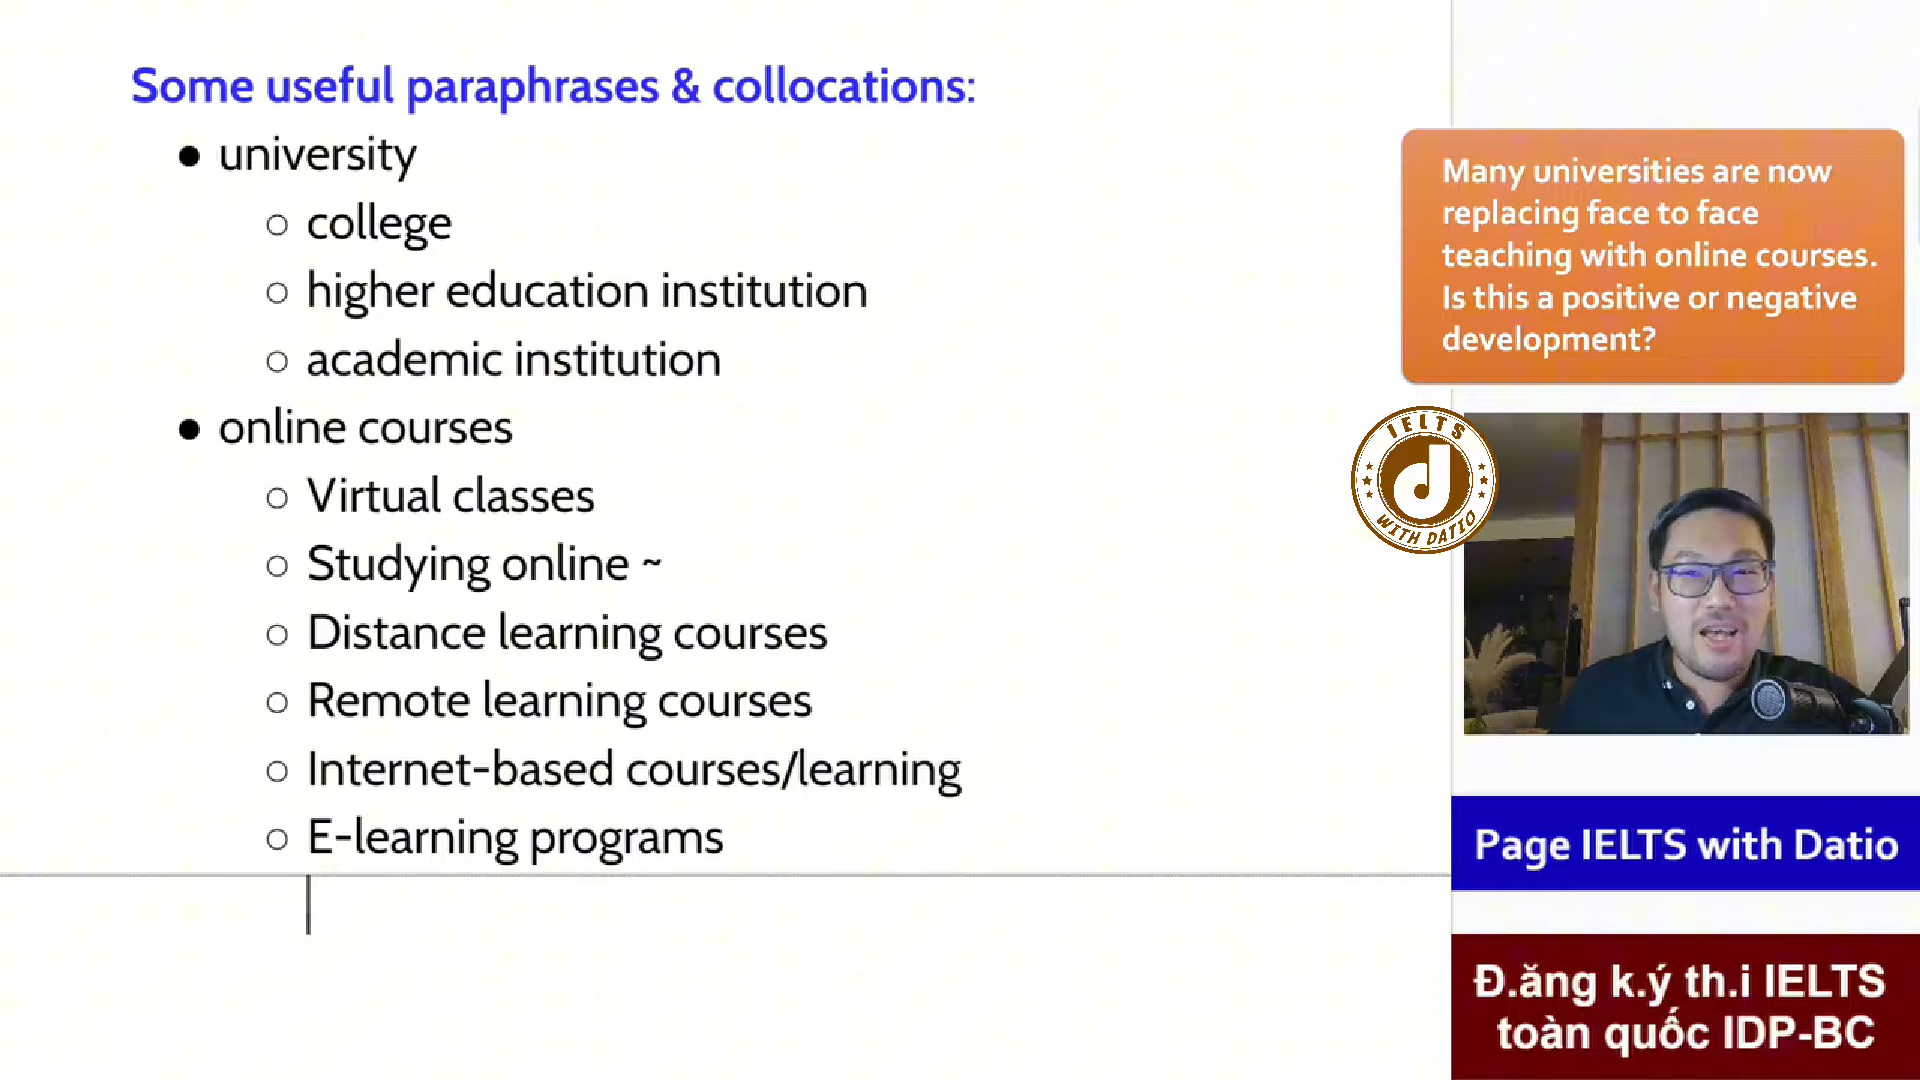 Some useful paraphrases & collocations:
● university
○ college
○ higher education institution
○ academic institution
● online courses
○ Virtual classes
○ Studying online ~
○ Distance learning courses
○ Remote learning courses
○ Internet-based courses/learning
○ E-learning programs
Many universities are now
replacing face to face
teaching with online courses.
Is this a positive or negative
development?
IELTS
d
WITH DATIO
Page IELTS with Datio
Đ.ăng k.ý th.i IELTS
toàn quốc IDP-BC